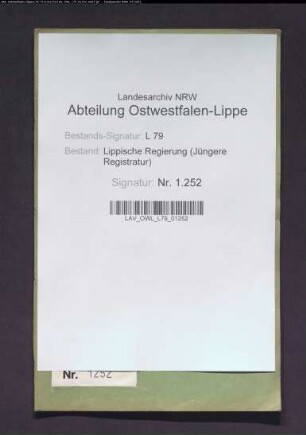 Landesarchiv NRW
Abteilung Ostwestfalen-Lippe
Bestands-Signatur: L 79
Bestand: Lippische Regierung (Jüngere
Registratur)
Signatur: Nr. 1.252
LAV_OWL_L79_01252
Nr. 1252